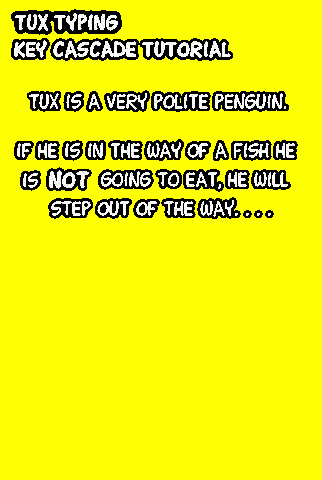 TUX TYPING
KEY CASCADE TUTORIAL
TUX IS A VERY POLITE PENGUIN.
IF HE IS IN THE WAY OF A FISH HE
IS NOT GOING TO EAT, HE WILL
STEP OUT OF THE WAY. . . .